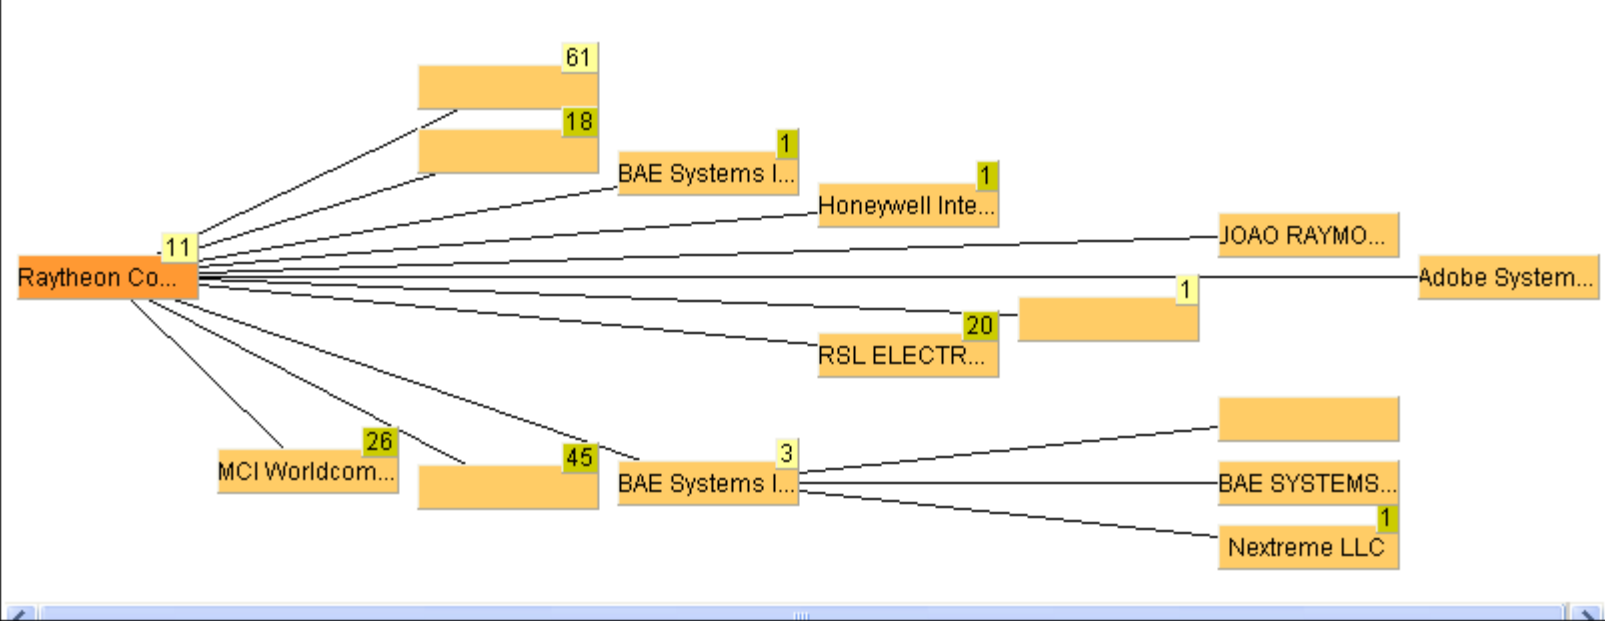 61
18
1
BAE Systems I...
1
Honeywell Inte...
JOAO RAYMO...
11
Raytheon Co...
Adobe System...
1
20
RSL ELECTR...
26
MCI Worldcom...
45
3
BAE Systems I...
BAE SYSTEMS...
1
Nextreme LLC